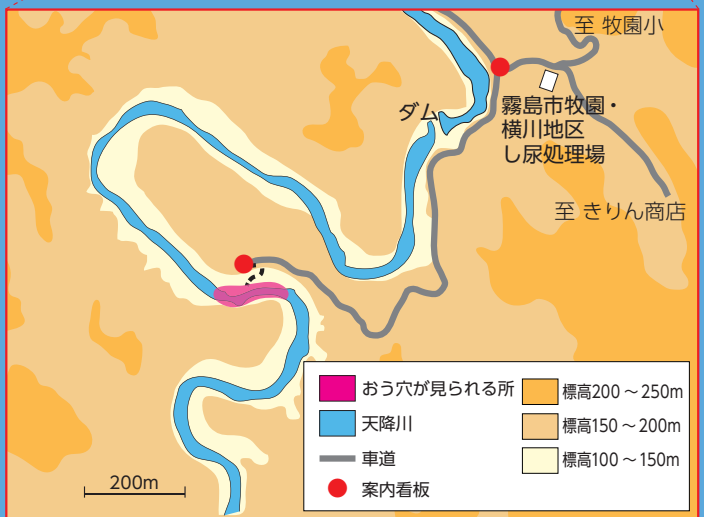 至 牧園小
ダム
霧島市牧園・
横川地区
し尿処理場
至 きりん商店
おう穴が見られる所
天降川
車道
案内看板
標高200～250m
標高150～200m
標高100～150m
200m